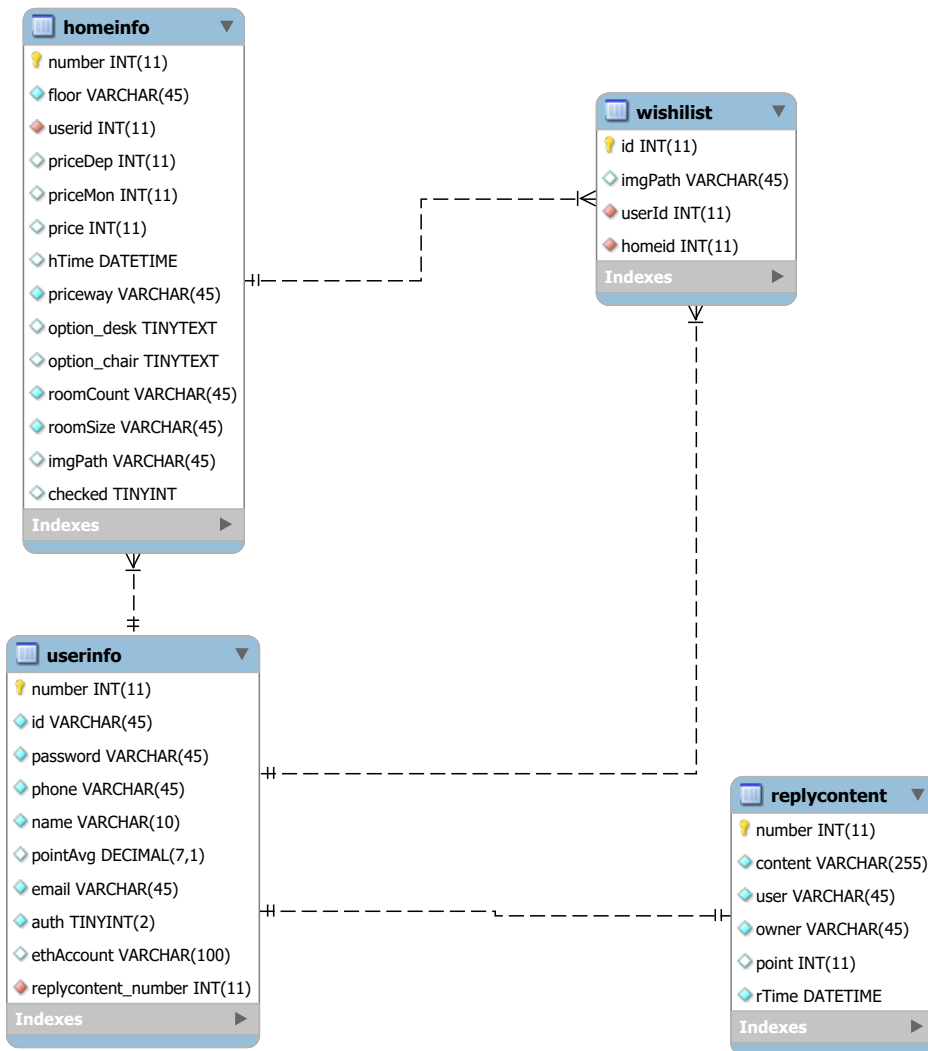 homeinfo
number INT(11)
floor VARCHAR(45)
userid INT(11)
priceDep INT(11)
priceMon INT(11)
price INT(11)
hTime DATETIME
priceway VARCHAR(45)
option_desk TINYTEXT
option_chair TINYTEXT
roomCount VARCHAR(45)
roomSize VARCHAR(45)
imgPath VARCHAR(45)
checked TINYINT
Indexes
wishilist
id INT(11)
imgPath VARCHAR(45)
userId INT(11)
homeid INT(11)
Indexes
userinfo
number INT(11)
id VARCHAR(45)
password VARCHAR(45)
phone VARCHAR(45)
name VARCHAR(10)
pointAvg DECIMAL(7,1)
email VARCHAR(45)
auth TINYINT(2)
ethAccount VARCHAR(100)
replycontent_number INT(11)
Indexes
replycontent
number INT(11)
content VARCHAR(255)
user VARCHAR(45)
owner VARCHAR(45)
point INT(11)
rTime DATETIME
Indexes